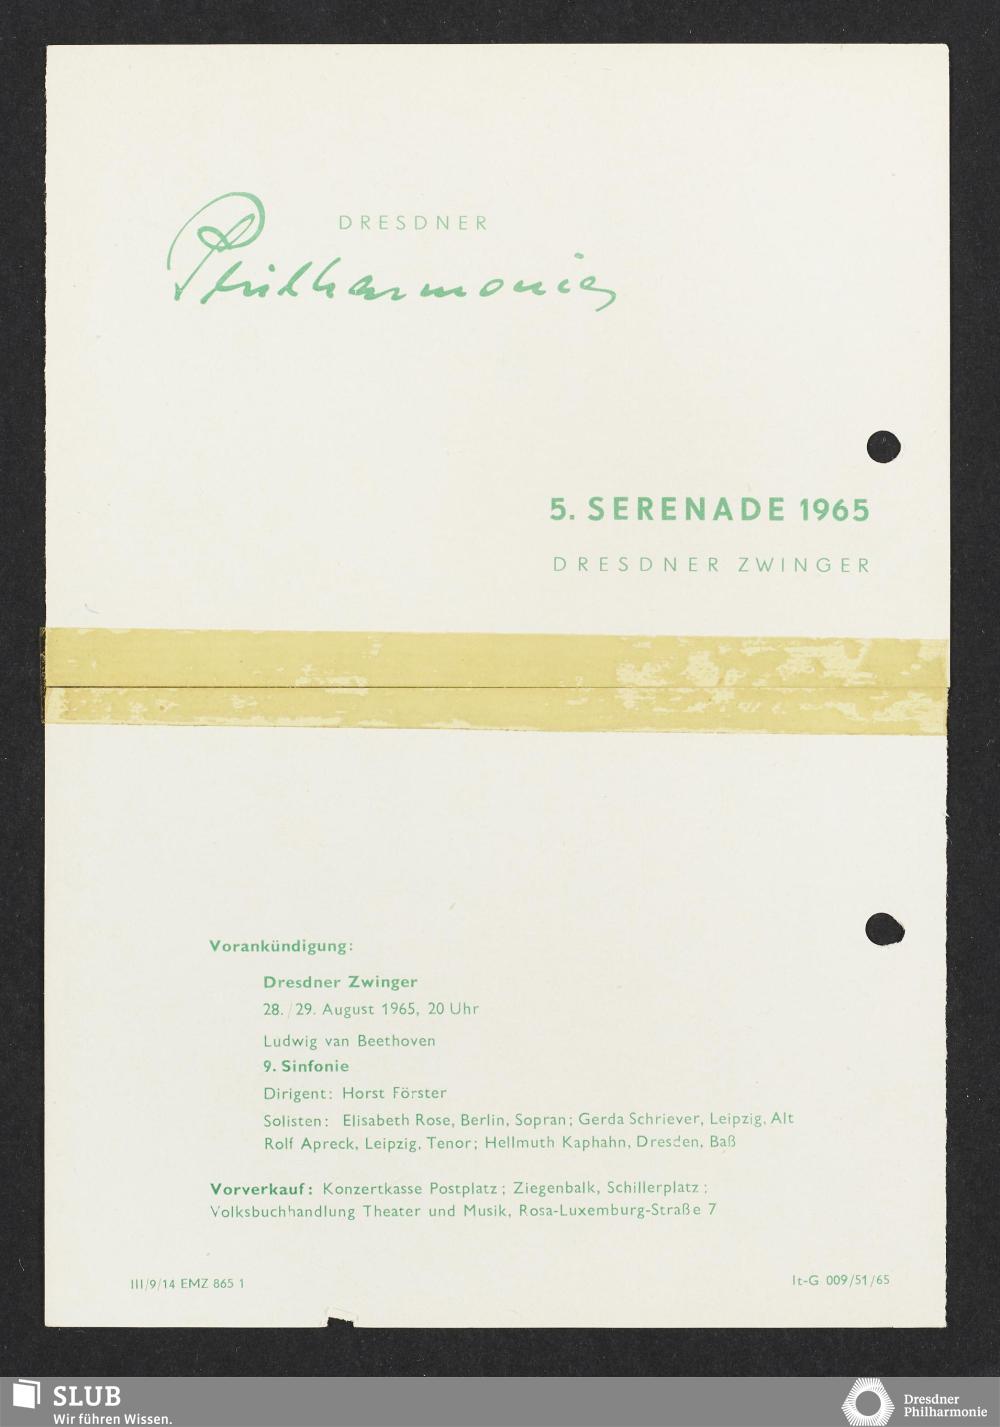 DRESDNER
Philharmonie
5. SERENADE 1965
DRESDNER ZWINGER
Vorankündigung:
Dresdner Zwinger
28./29. August 1965, 20 Uhr
Ludwig van Beethoven
9. Sinfonie
Dirigent: Horst Förster
Solisten: Elisabeth Rose, Berlin, Sopran; Gerda Schriever, Leipzig, Alt
Rolf Apreck, Leipzig, Tenor; Hellmuth Kaphahn, Dresden, Baß
Vorverkauf: Konzertkasse Postplatz; Ziegenbalk, Schillerplatz;
Volksbuchhandlung Theater und Musik, Rosa-Luxemburg-Straße 7
III/9/14 EMZ 865 1
It-G 009/51/65
SLUB
Wir führen Wissen.
Dresdner
Philharmonie